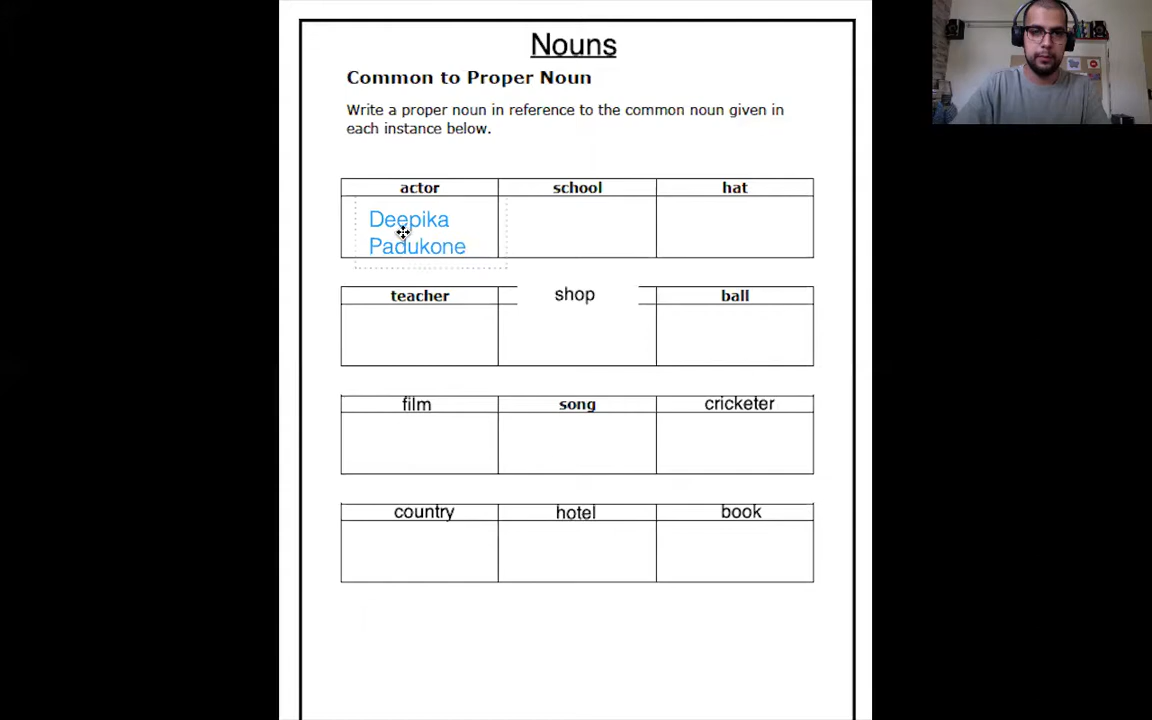 Nouns
Common to Proper Noun
Write a proper noun in reference to the common noun given in
each instance below.
actor school hat
Deepika
Padukone
teacher shop ball
film song cricketer
country hotel book